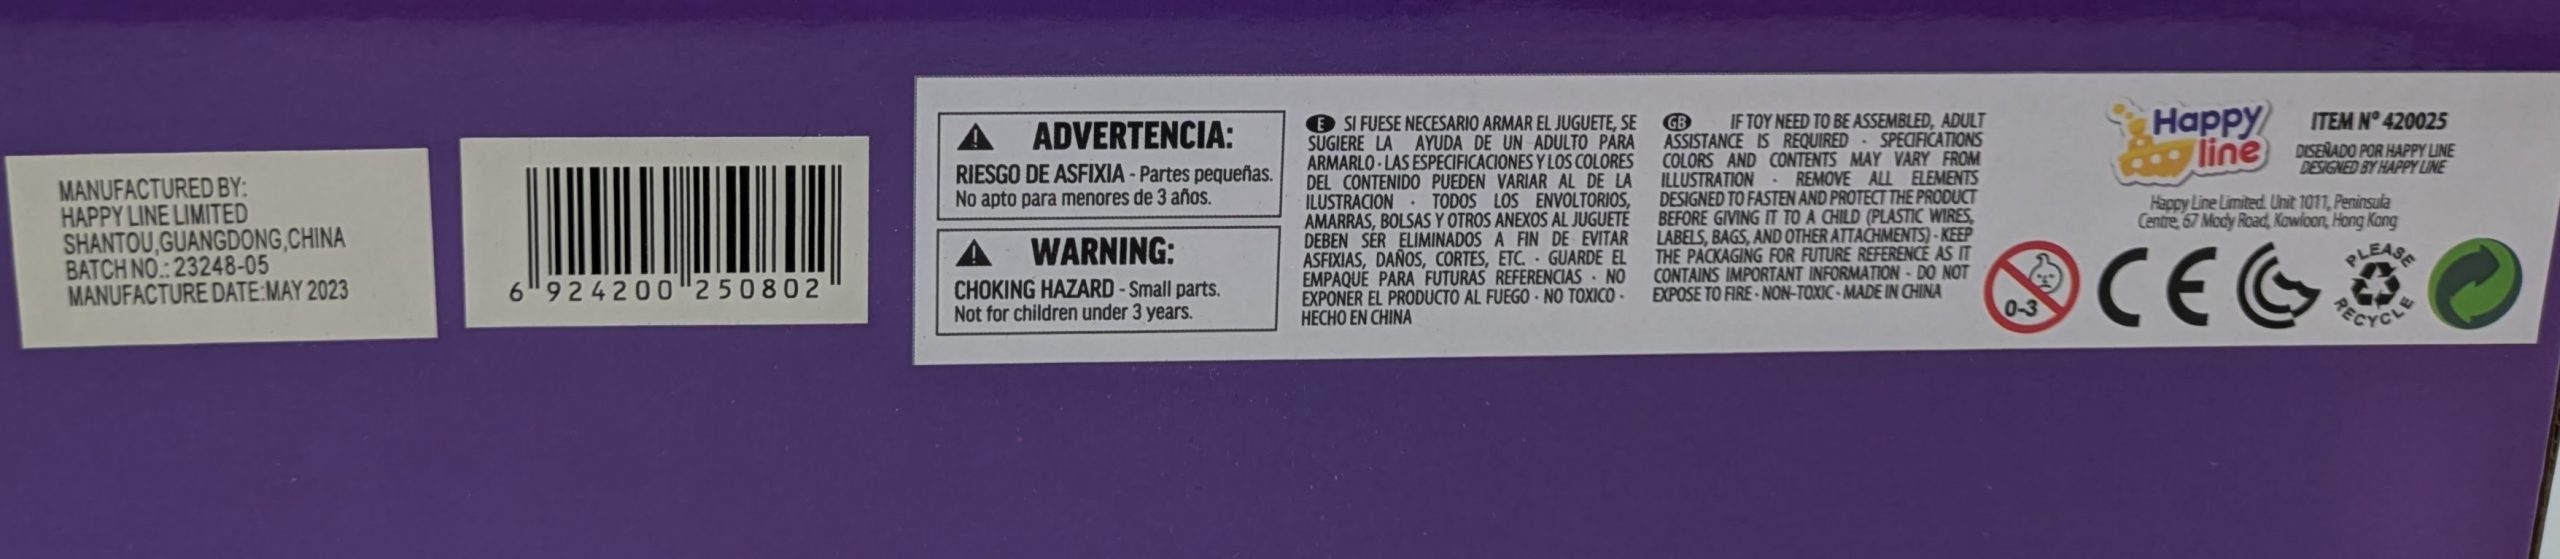 MANUFACTURED BY:
HAPPY LINE LIMITED
SHANTOU,GUANGDONG,CHINA
BATCH NO.: 23248-05
MANUFACTURE DATE:MAY 2023
6 924200 250802
ADVERTENCIA:
RIESGO DE ASFIXIA - Partes pequeñas.
No apto para menores de 3 años.
WARNING:
CHOKING HAZARD - Small parts.
Not for children under 3 years.
E SI FUESE NECESARIO ARMAR EL JUGUETE, SE
SUGIERE LA AYUDA DE UN ADULTO PARA
ARMARLO · LAS ESPECIFICACIONES Y LOS COLORES
DEL CONTENIDO PUEDEN VARIAR AL DE LA
ILUSTRACION · TODOS LOS ENVOLTORIOS,
AMARRAS, BOLSAS Y OTROS ANEXOS AL JUGUETE
DEBEN SER ELIMINADOS A FIN DE EVITAR
ASFIXIAS, DAÑOS, CORTES, ETC. · GUARDE EL
EMPAQUE PARA FUTURAS REFERENCIAS · NO
EXPONER EL PRODUCTO AL FUEGO · NO TOXICO ·
HECHO EN CHINA
GB IF TOY NEED TO BE ASSEMBLED, ADULT
ASSISTANCE IS REQUIRED · SPECIFICATIONS
COLORS AND CONTENTS MAY VARY FROM
ILLUSTRATION · REMOVE ALL ELEMENTS
DESIGNED TO FASTEN AND PROTECT THE PRODUCT
BEFORE GIVING IT TO A CHILD (PLASTIC WIRES,
LABELS, BAGS, AND OTHER ATTACHMENTS) · KEEP
THE PACKAGING FOR FUTURE REFERENCE AS IT
CONTAINS IMPORTANT INFORMATION · DO NOT
EXPOSE TO FIRE · NON-TOXIC · MADE IN CHINA
Happy
line
ITEM Nº 420025
DISEÑADO POR HAPPY LINE
DESIGNED BY HAPPY LINE
Happy Line Limited. Unit 1011, Peninsula
Centre, 67 Mody Road, Kowloon, Hong Kong
0-3
CE
PLEASE
RECYCLE